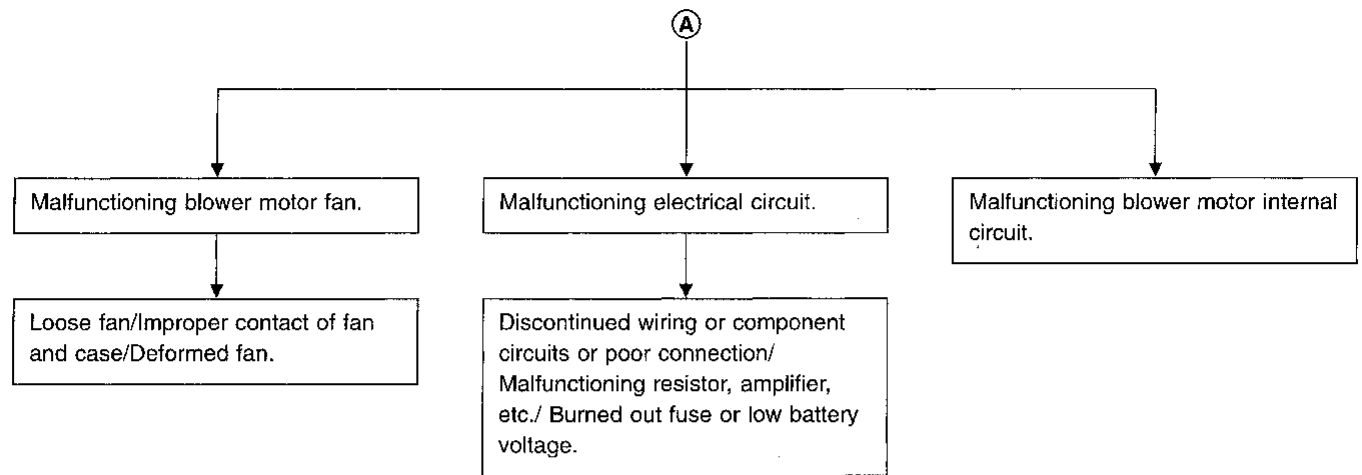 A
Malfunctioning blower motor fan.
Malfunctioning electrical circuit.
Malfunctioning blower motor internal
circuit.
Loose fan/Improper contact of fan
and case/Deformed fan.
Discontinued wiring or component
circuits or poor connection/
Malfunctioning resistor, amplifier,
etc./ Burned out fuse or low battery
voltage.